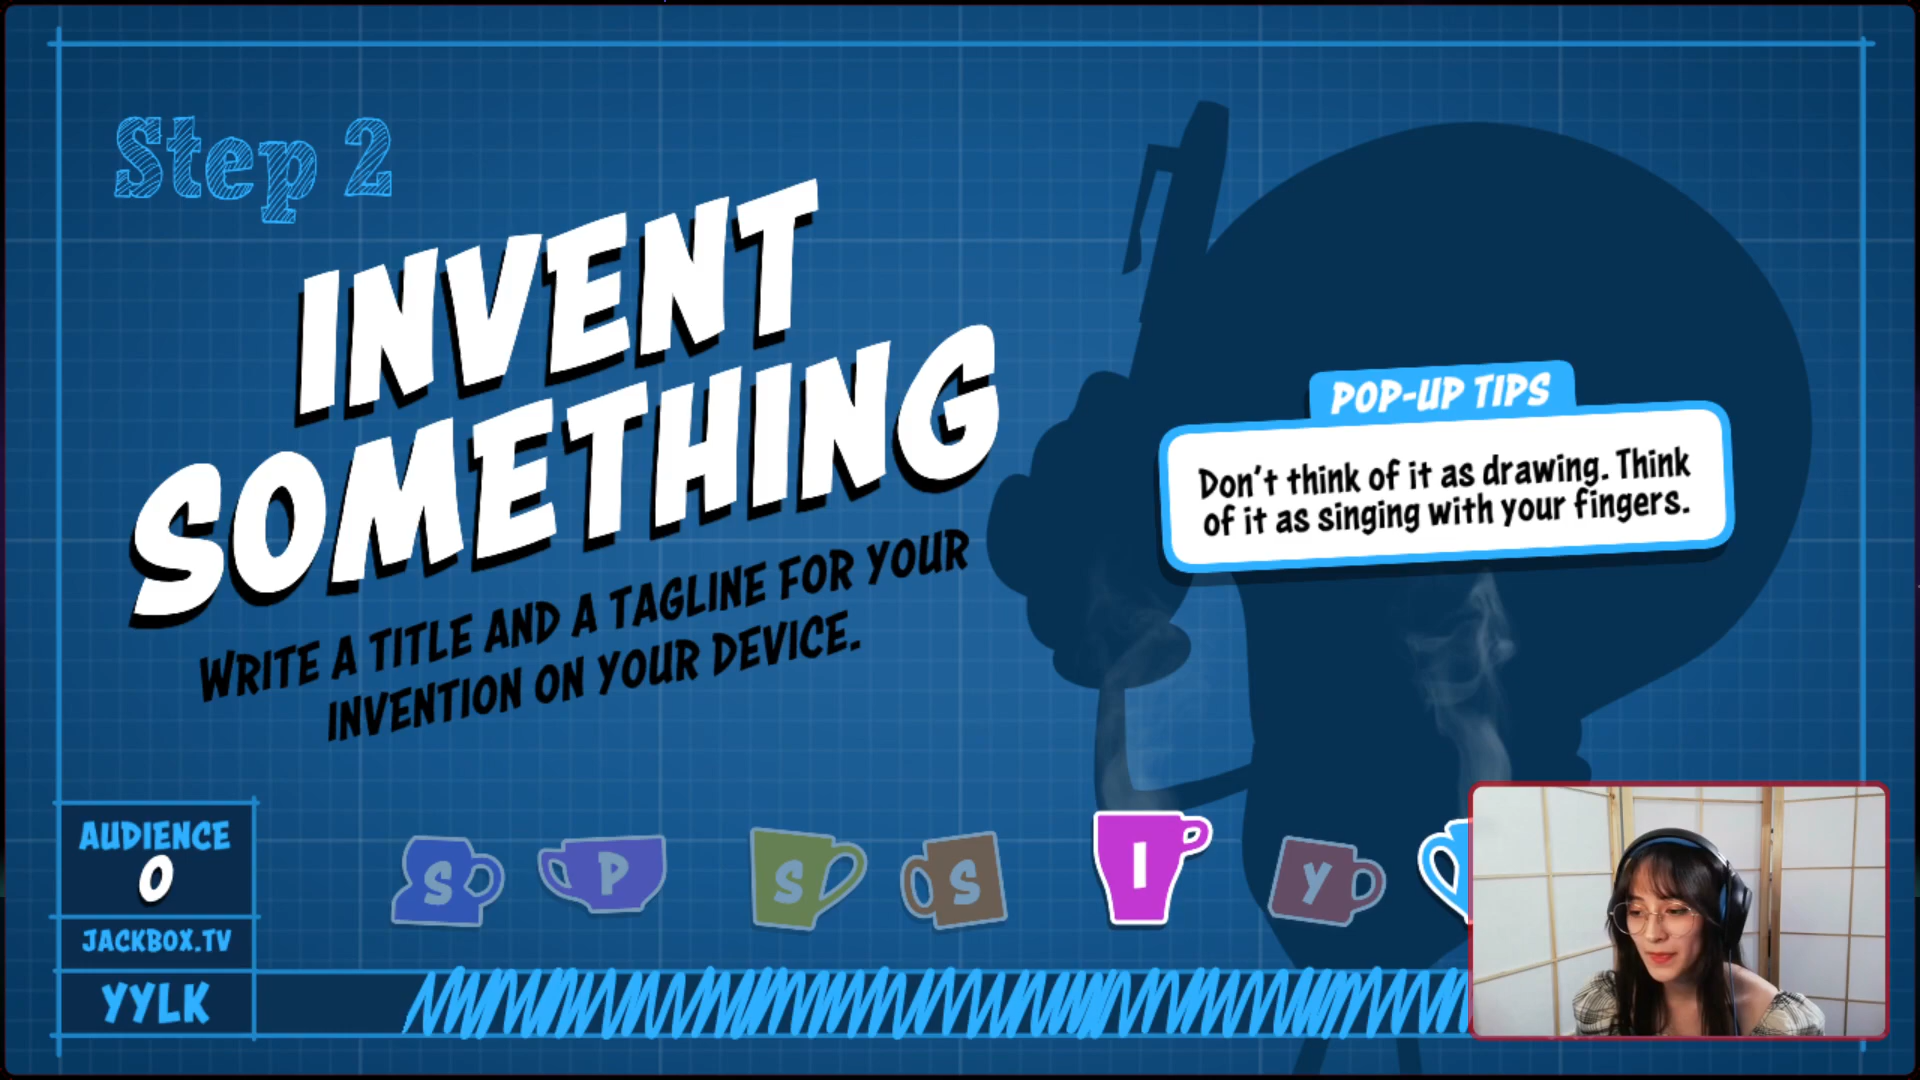 Step 2
INVENT
SOMETHING
WRITE A TITLE AND A TAGLINE FOR YOUR
INVENTION ON YOUR DEVICE.
POP-UP TIPS
Don't think of it as drawing. Think
of it as singing with your fingers.
AUDIENCE
0
JACKBOX.TV
YYLK
S P S S I Y